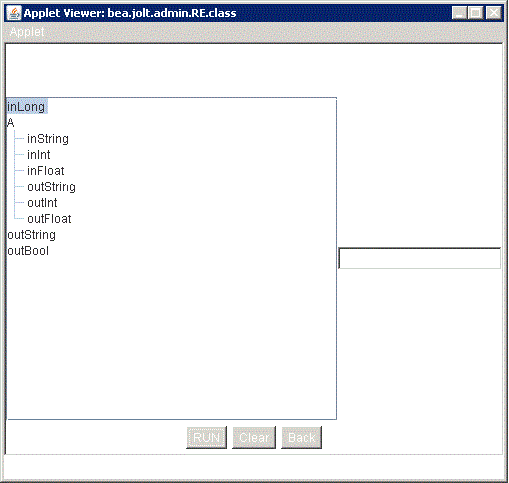 Applet Viewer: bea.jolt.admin.RE.class
Applet
inLong
A
inString
inInt
inFloat
outString
outInt
outFloat
outString
outBool
RUN Clear Back